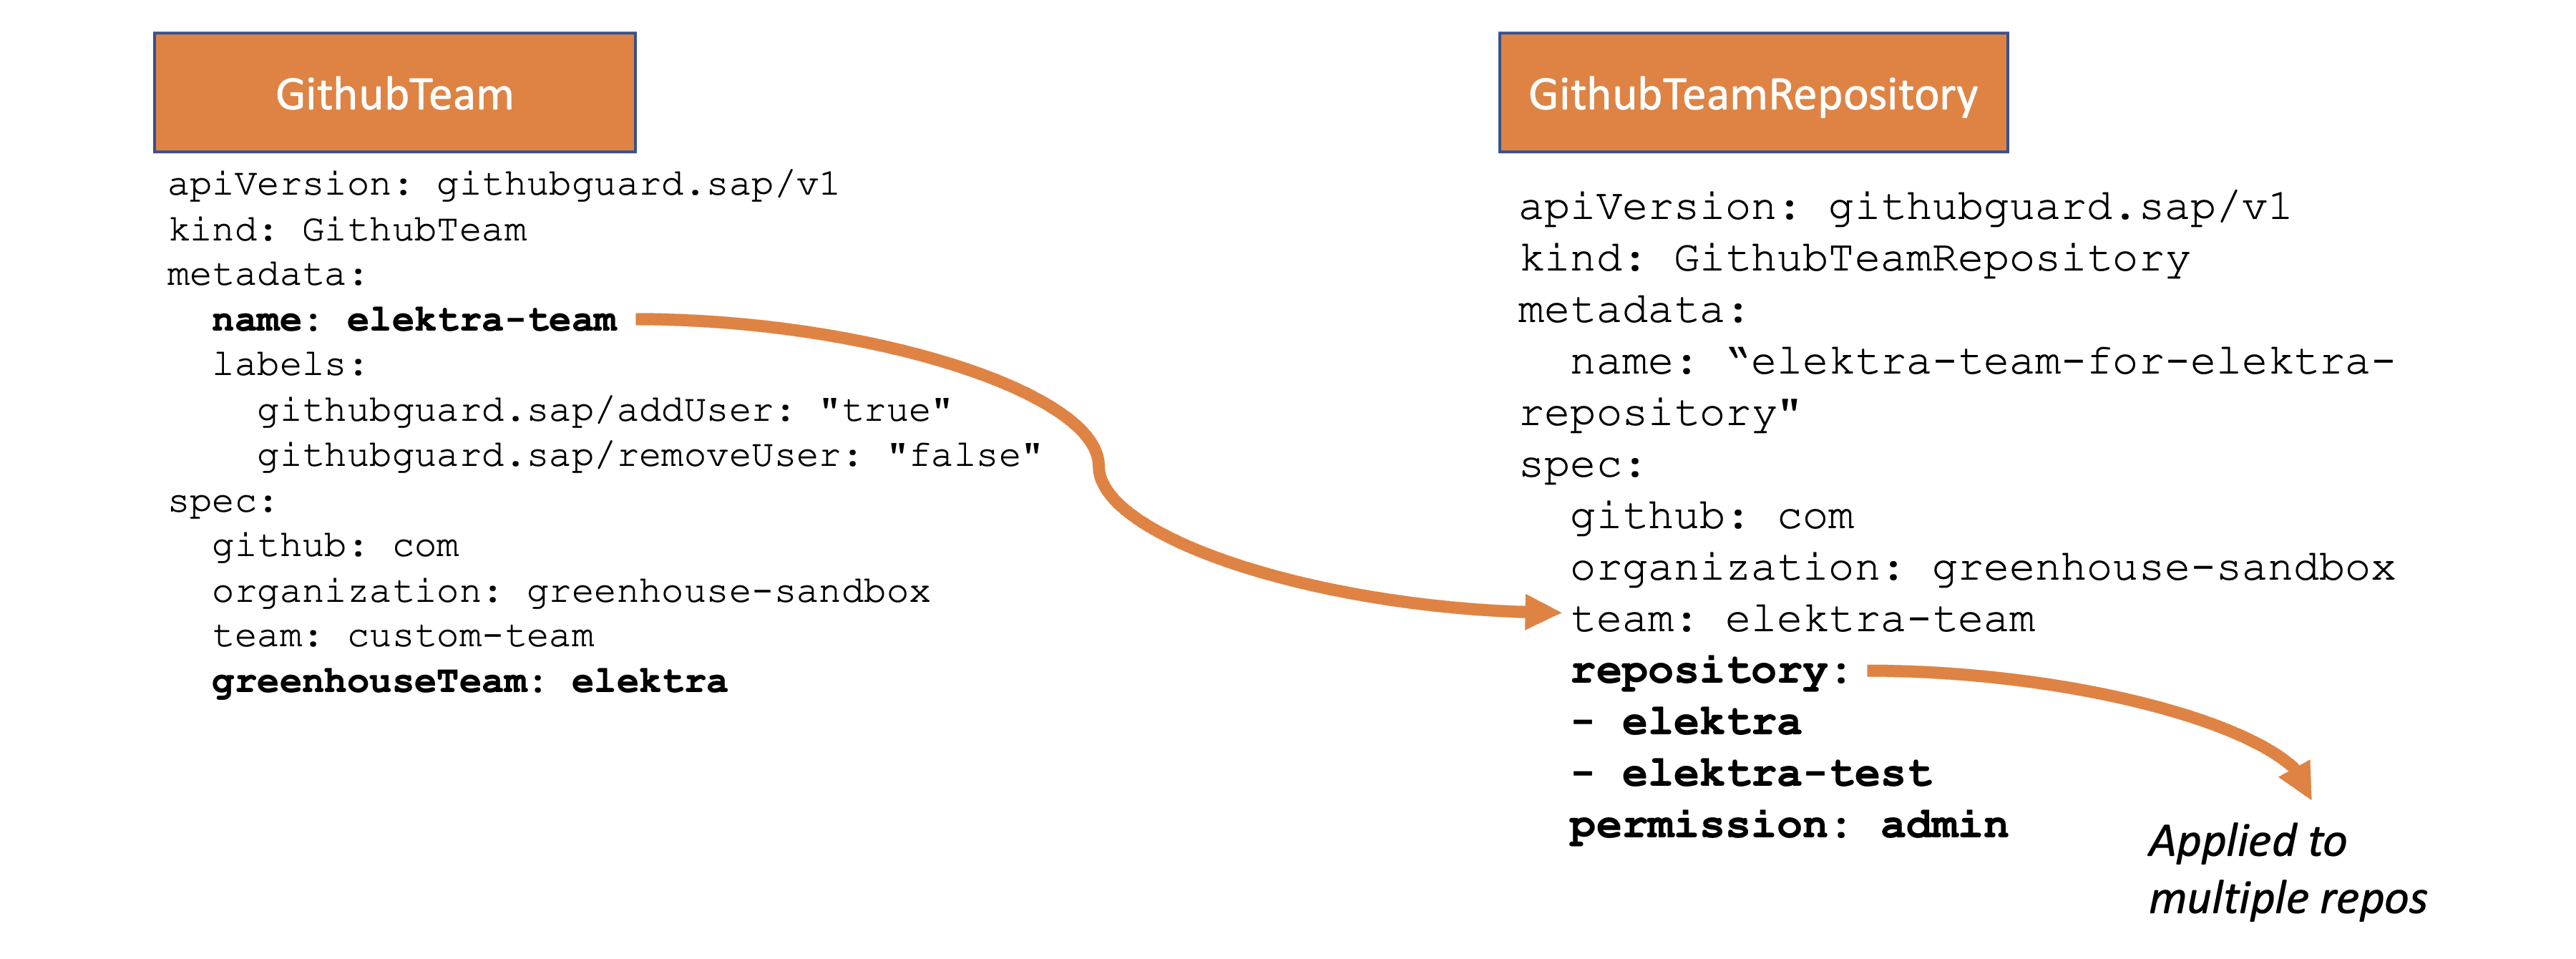 GithubTeam
apiVersion: githubguard.sap/v1
kind: GithubTeam
metadata:
  name: elektra-team
  labels:
    githubguard.sap/addUser: "true"
    githubguard.sap/removeUser: "false"
spec:
  github: com
  organization: greenhouse-sandbox
  team: custom-team
  greenhouseTeam: elektra
GithubTeamRepository
apiVersion: githubguard.sap/v1
kind: GithubTeamRepository
metadata:
  name: “elektra-team-for-elektra-
repository"
spec:
  github: com
  organization: greenhouse-sandbox
  team: elektra-team
  repository:
  - elektra
  - elektra-test
  permission: admin
Applied to
multiple repos